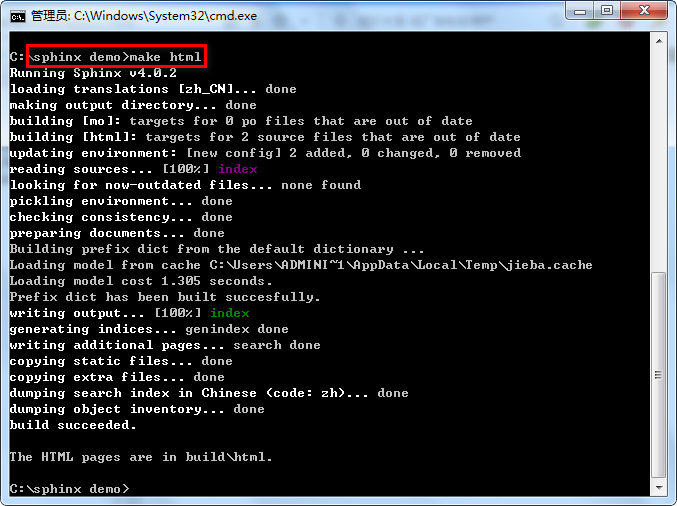 管理员: C:\Windows\System32\cmd.exe
C:\sphinx demo>make html
Running Sphinx v4.0.2
loading translations [zh_CN]... done
making output directory... done
building [mo]: targets for 0 po files that are out of date
building [html]: targets for 2 source files that are out of date
updating environment: [new config] 2 added, 0 changed, 0 removed
reading sources... [100%] index
looking for now-outdated files... none found
pickling environment... done
checking consistency... done
preparing documents... done
Building prefix dict from the default dictionary ...
Loading model from cache C:\Users\ADMINI~1\AppData\Local\Temp\jieba.cache
Loading model cost 1.305 seconds.
Prefix dict has been built succesfully.
writing output... [100%] index
generating indices... genindex done
writing additional pages... search done
copying static files... done
copying extra files... done
dumping search index in Chinese (code: zh)... done
dumping object inventory... done
build succeeded.
The HTML pages are in build\html.
C:\sphinx demo>